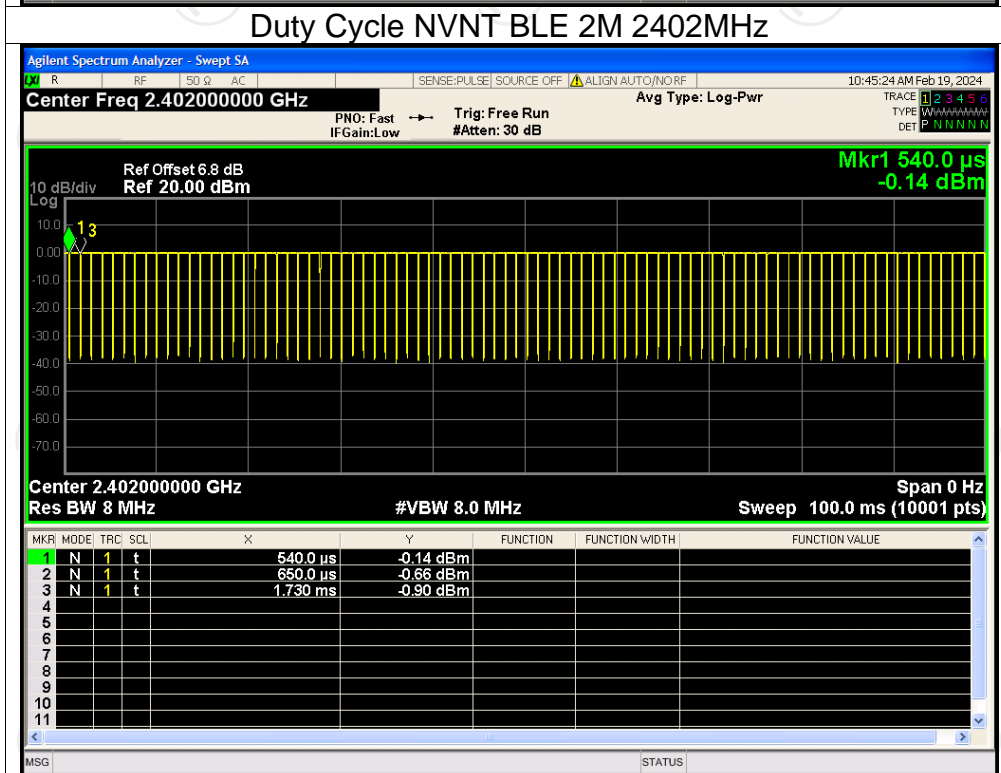 Duty Cycle NVNT BLE 2M 2402MHz
Agilent Spectrum Analyzer - Swept SA
LXI R RF 50 Ω AC SENSE:PULSE SOURCE OFF ALIGN AUTO/NO RF 10:45:24 AM Feb 19, 2024
Center Freq 2.402000000 GHz Avg Type: Log-Pwr TRACE 1 2 3 4 5 6
PNO: Fast Trig: Free Run TYPE W
IFGain:Low #Atten: 30 dB DET P N N N N N
Mkr1 540.0 µs
Ref Offset 6.8 dB
10 dB/div Ref 20.00 dBm -0.14 dBm
Log
10.0
1 3
0.00
-10.0
-20.0
-30.0
-40.0
-50.0
-60.0
-70.0
Center 2.402000000 GHz Span 0 Hz
Res BW 8 MHz #VBW 8.0 MHz Sweep 100.0 ms (10001 pts)
MKR MODE TRC SCL X Y FUNCTION FUNCTION WIDTH FUNCTION VALUE
1 N 1 t 540.0 µs -0.14 dBm
2 N 1 t 650.0 µs -0.66 dBm
3 N 1 t 1.730 ms -0.90 dBm
4
5
6
7
8
9
10
11
MSG STATUS